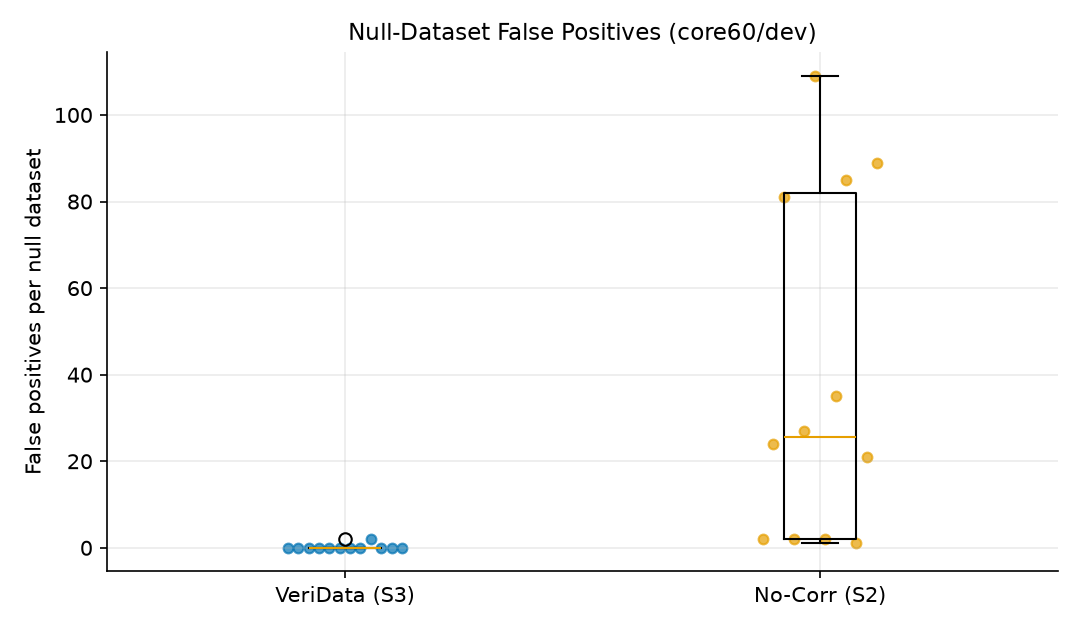 Null-Dataset False Positives (core60/dev)
False positives per null dataset
100
80
60
40
20
0
VeriData (S3)
No-Corr (S2)